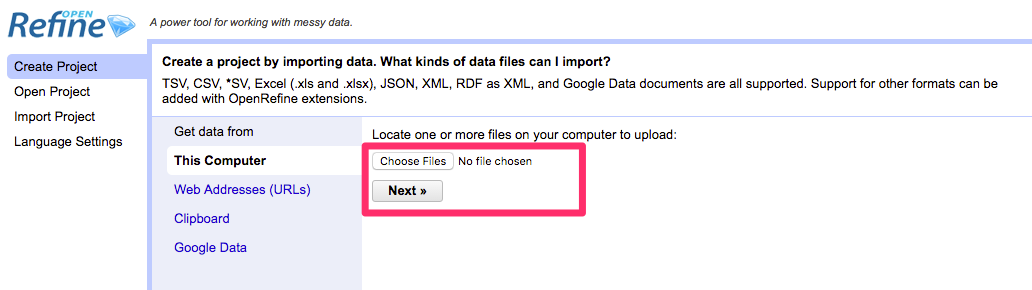 OPEN
Refine
A power tool for working with messy data.
Create Project
Open Project
Import Project
Language Settings
Create a project by importing data. What kinds of data files can I import?
TSV, CSV, *SV, Excel (.xls and .xlsx), JSON, XML, RDF as XML, and Google Data documents are all supported. Support for other formats can be
added with OpenRefine extensions.
Get data from
This Computer
Web Addresses (URLs)
Clipboard
Google Data
Locate one or more files on your computer to upload:
Choose Files No file chosen
Next »